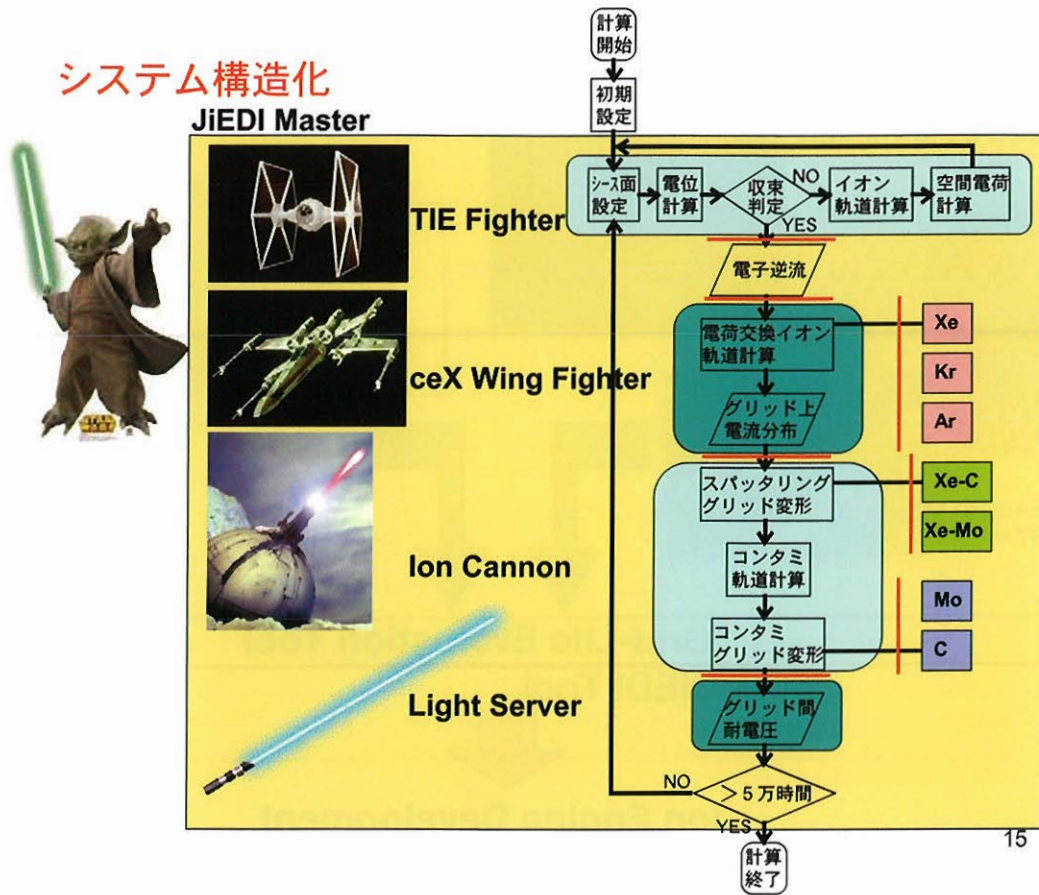 計算
開始
システム構造化
初期
設定
JiEDI Master
シース面
設定
電位
計算
収束
判定
NO
イオン
軌道計算
空間電荷
計算
YES
TIE Fighter
電子逆流
電荷交換イオン
軌道計算
Xe
ceX Wing Fighter
Kr
グリッド上
電流分布
Ar
スパッタリング
グリッド変形
Xe-C
Xe-Mo
Ion Cannon
コンタミ
軌道計算
Mo
コンタミ
グリッド変形
C
Light Server
グリッド間
耐電圧
NO
＞5万時間
YES
計算
終了
15